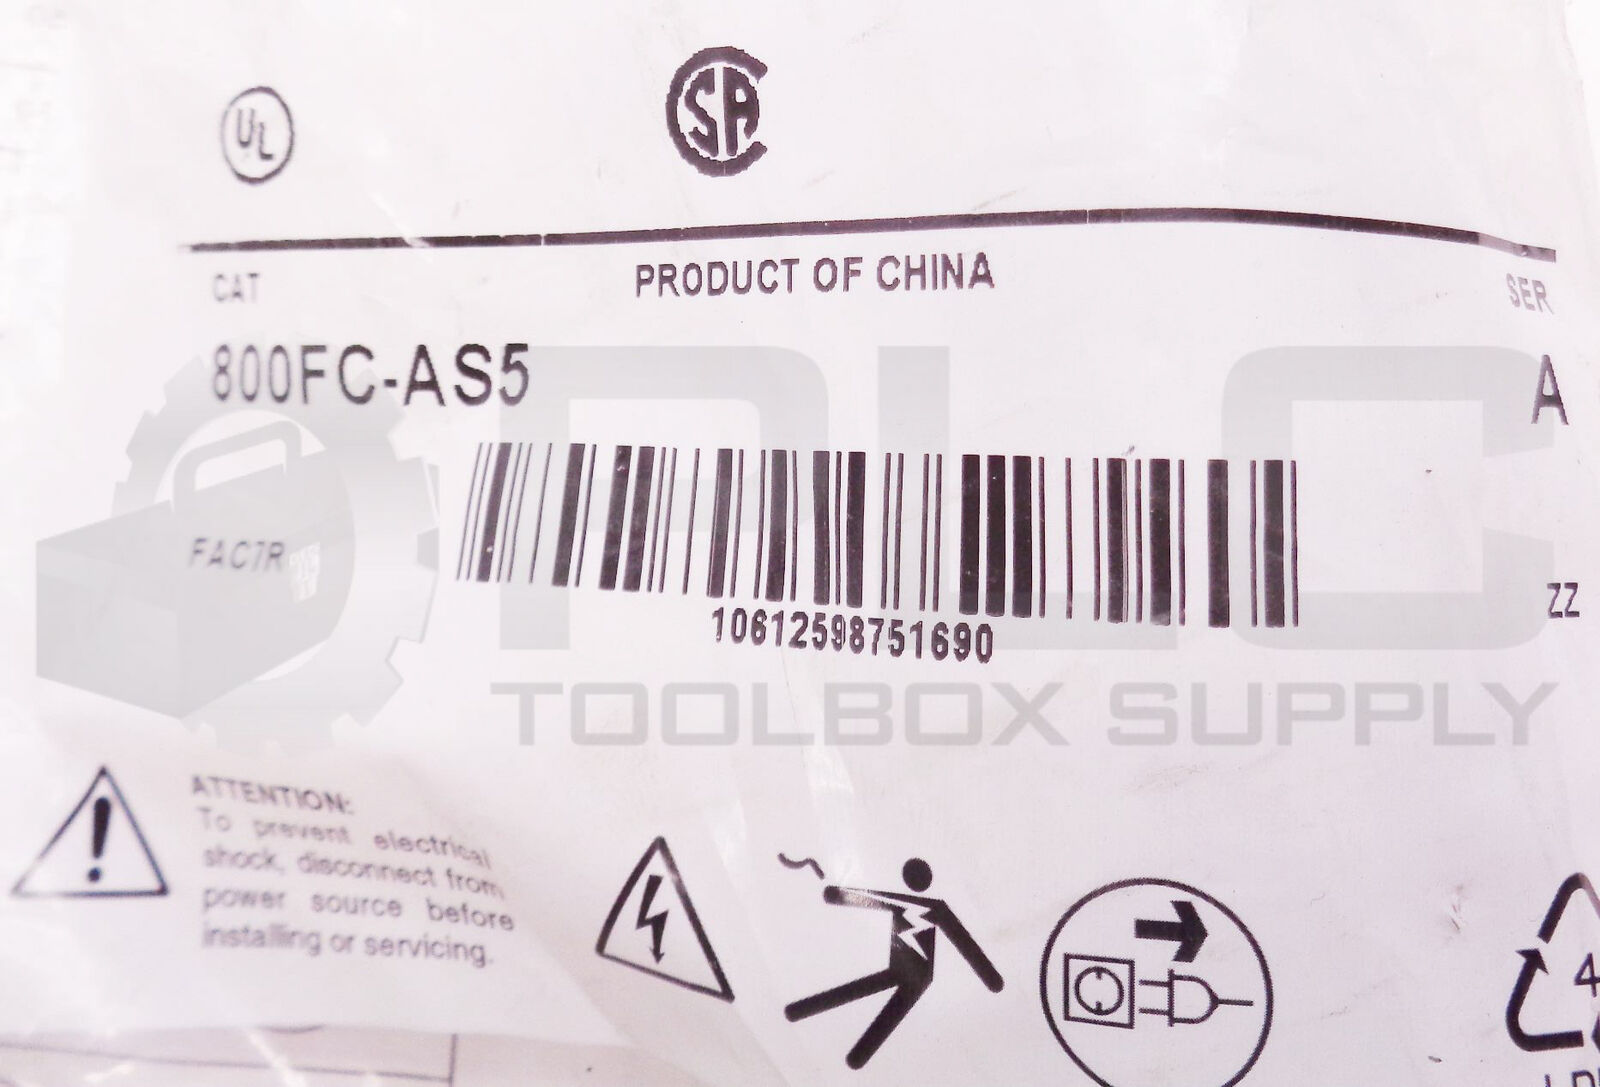 UL
CSA
CAT
PRODUCT OF CHINA
SER
800FC-AS5
A
PLC
FAC7R
ZZ
10612598751690
TOOLBOX SUPPLY
ATTENTION:
To prevent electrical
shock, disconnect from
power source before
installing or servicing.
4